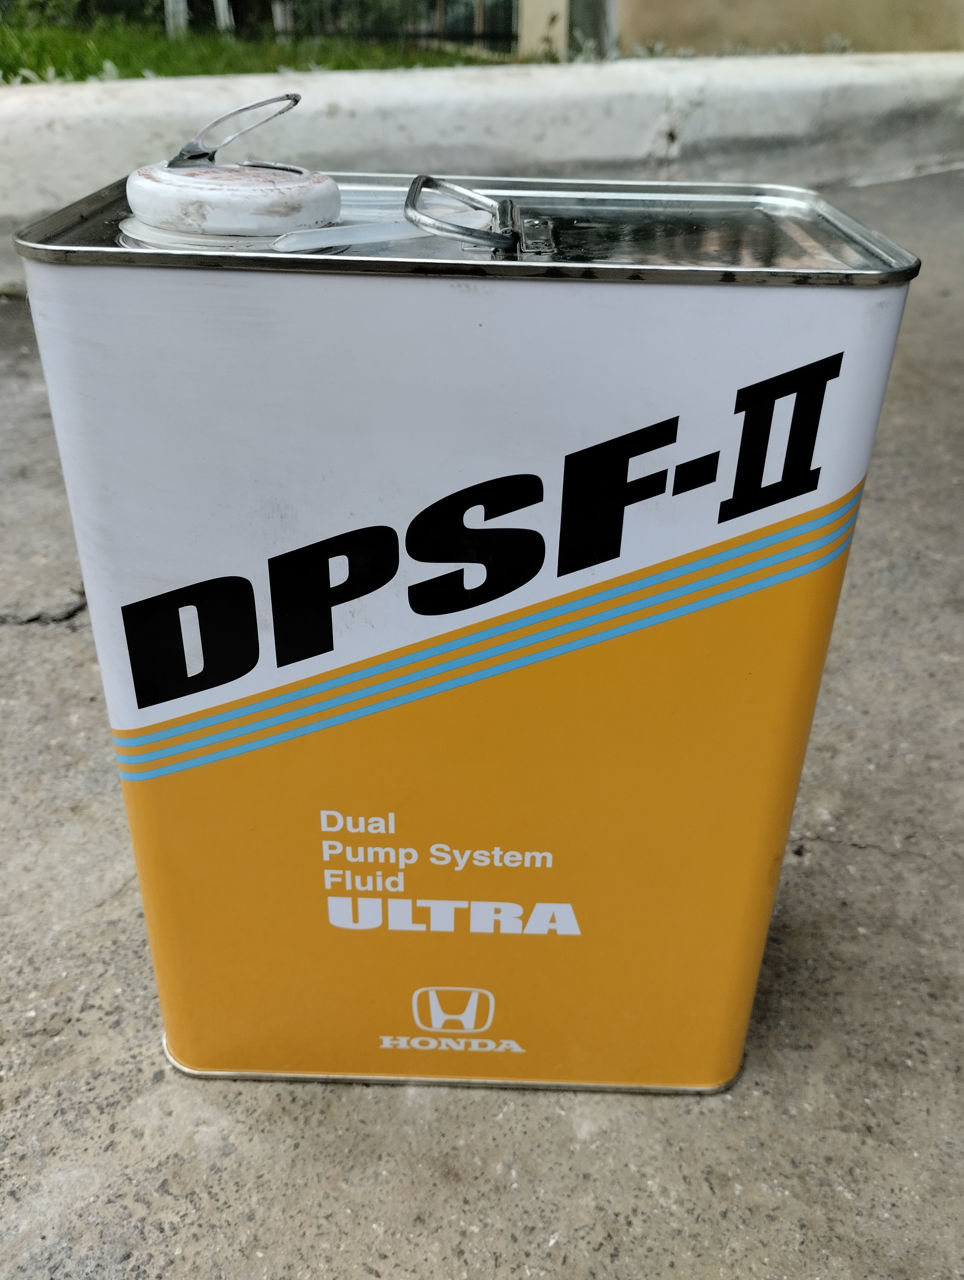 DPSF-II
Dual
Pump System
Fluid
ULTRA
HONDA